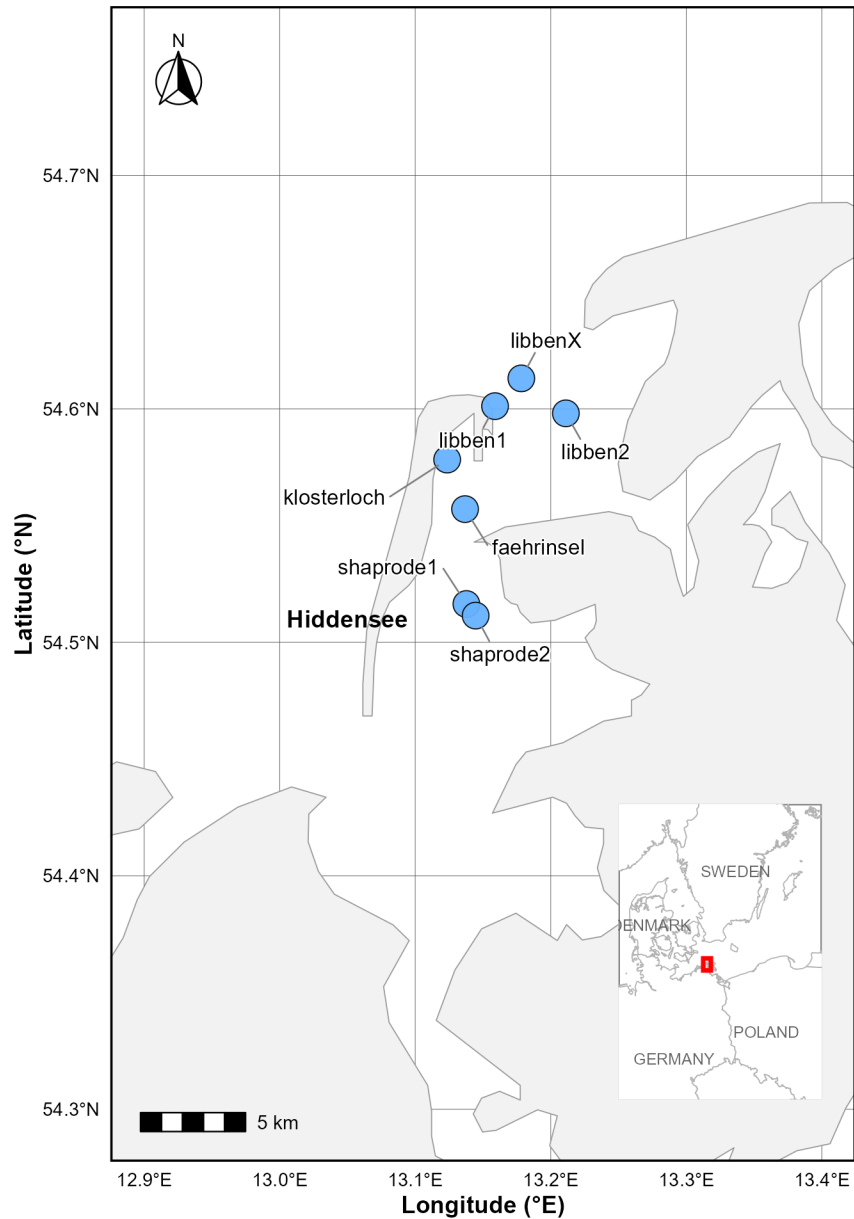 N
54.7°N
libbenX
54.6°N
libben1
libben2
klosterloch
faehrinsel
shaprode1
Hiddensee
54.5°N
shaprode2
Latitude (°N)
54.4°N
SWEDEN
DENMARK
POLAND
GERMANY
54.3°N
5 km
12.9°E
13.0°E
13.1°E
13.2°E
13.3°E
13.4°E
Longitude (°E)